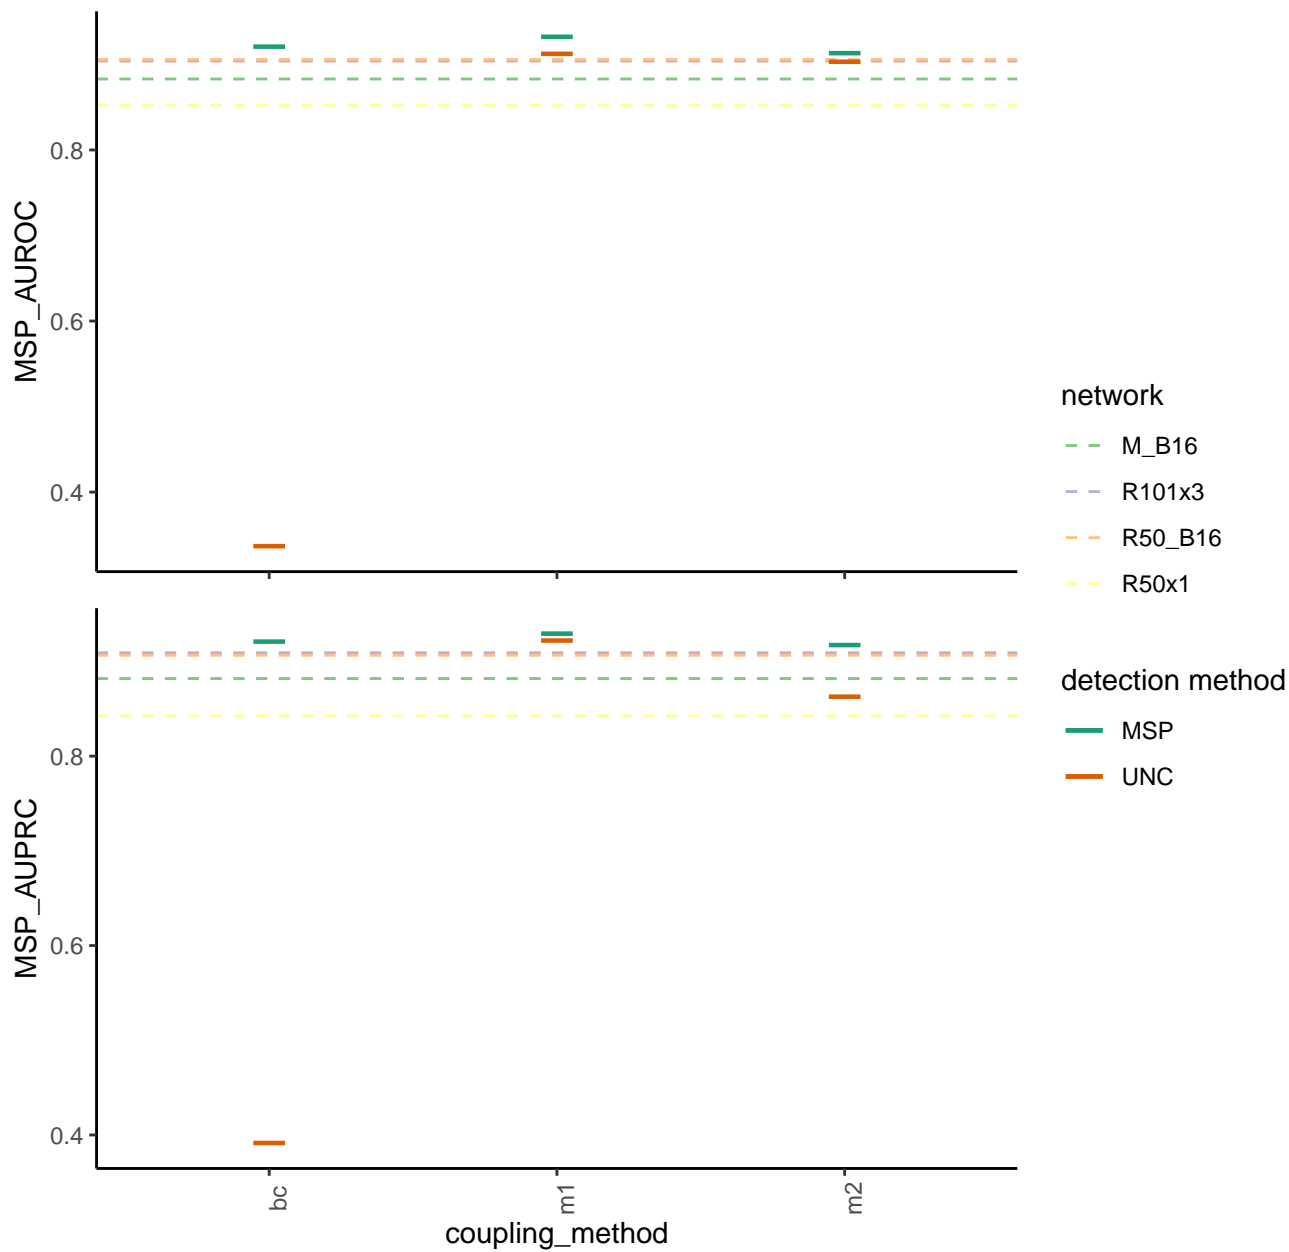 MSP_AUROC
0.8
0.6
0.4
MSP_AUPRC
0.8
0.6
0.4
bc
m1
m2
coupling_method
network
M_B16
R101x3
R50_B16
R50x1
detection method
MSP
UNC